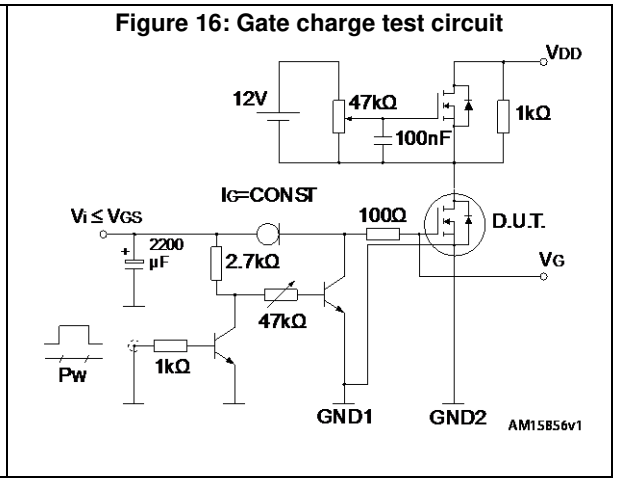 Figure 16: Gate charge test circuit
VDD
12V
47kΩ
1kΩ
100nF
IG=CONST
Vi ≤ VGS
100Ω
D.U.T.
2200
+
μF
2.7kΩ
VG
47kΩ
1kΩ
PW
GND1
GND2
AM15856v1